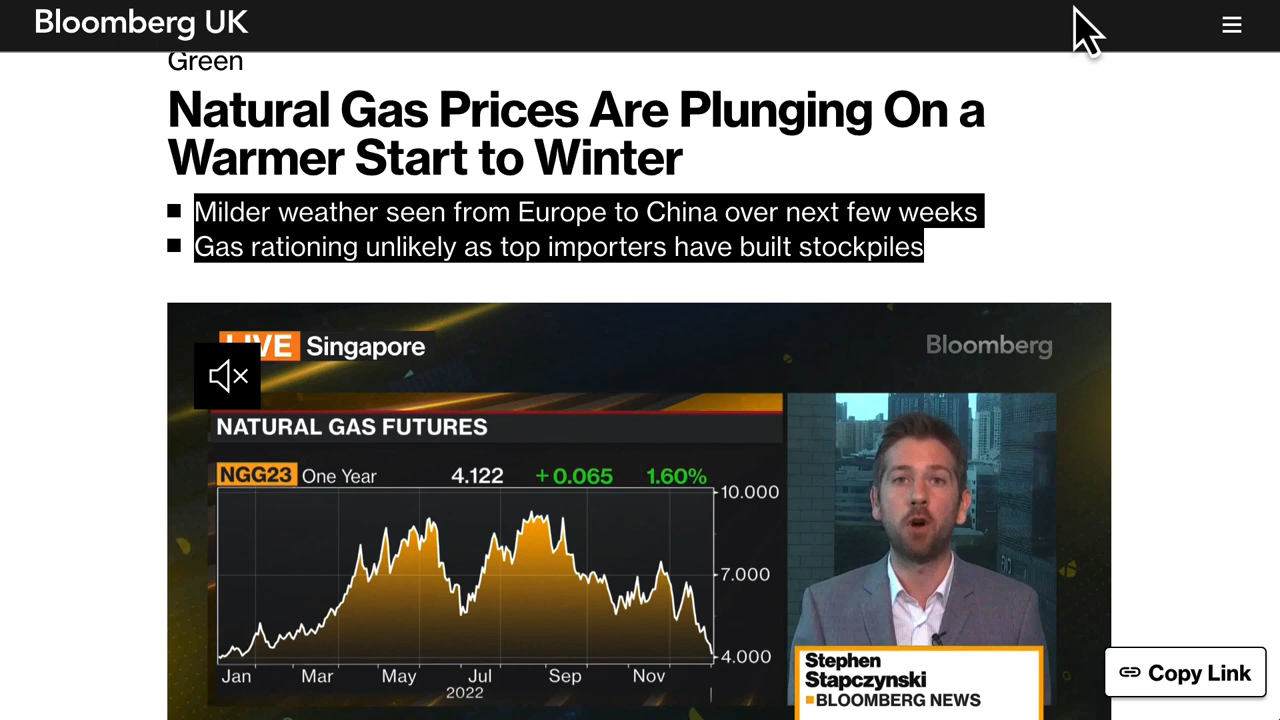 Bloomberg UK
Green
Natural Gas Prices Are Plunging On a
Warmer Start to Winter
Milder weather seen from Europe to China over next few weeks
Gas rationing unlikely as top importers have built stockpiles
LIVE Singapore
Bloomberg
NATURAL GAS FUTURES
NGG23 One Year 4.122 +0.065 1.60%
10.000
7.000
4.000
Jan Mar May Jul Sep Nov
2022
Stephen
Stapczynski
BLOOMBERG NEWS
Copy Link